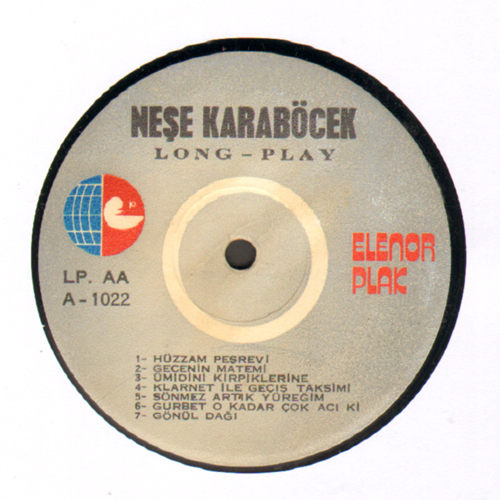 NEŞE KARABÖCEK
LONG - PLAY
ELENOR
PLAK
LP. AA
A - 1022
1- HÜZZAM PEŞREVİ
2- GECENİN MATEMİ
3- ÜMİDİNİ KİRPİKLERİNE
4- KLARNET İLE GEÇİŞ TAKSİMİ
5- SÖNMEZ ARTIK YÜREĞİM
6- GURBET O KADAR ÇOK ACI Kİ
7- GÖNÜL DAĞI